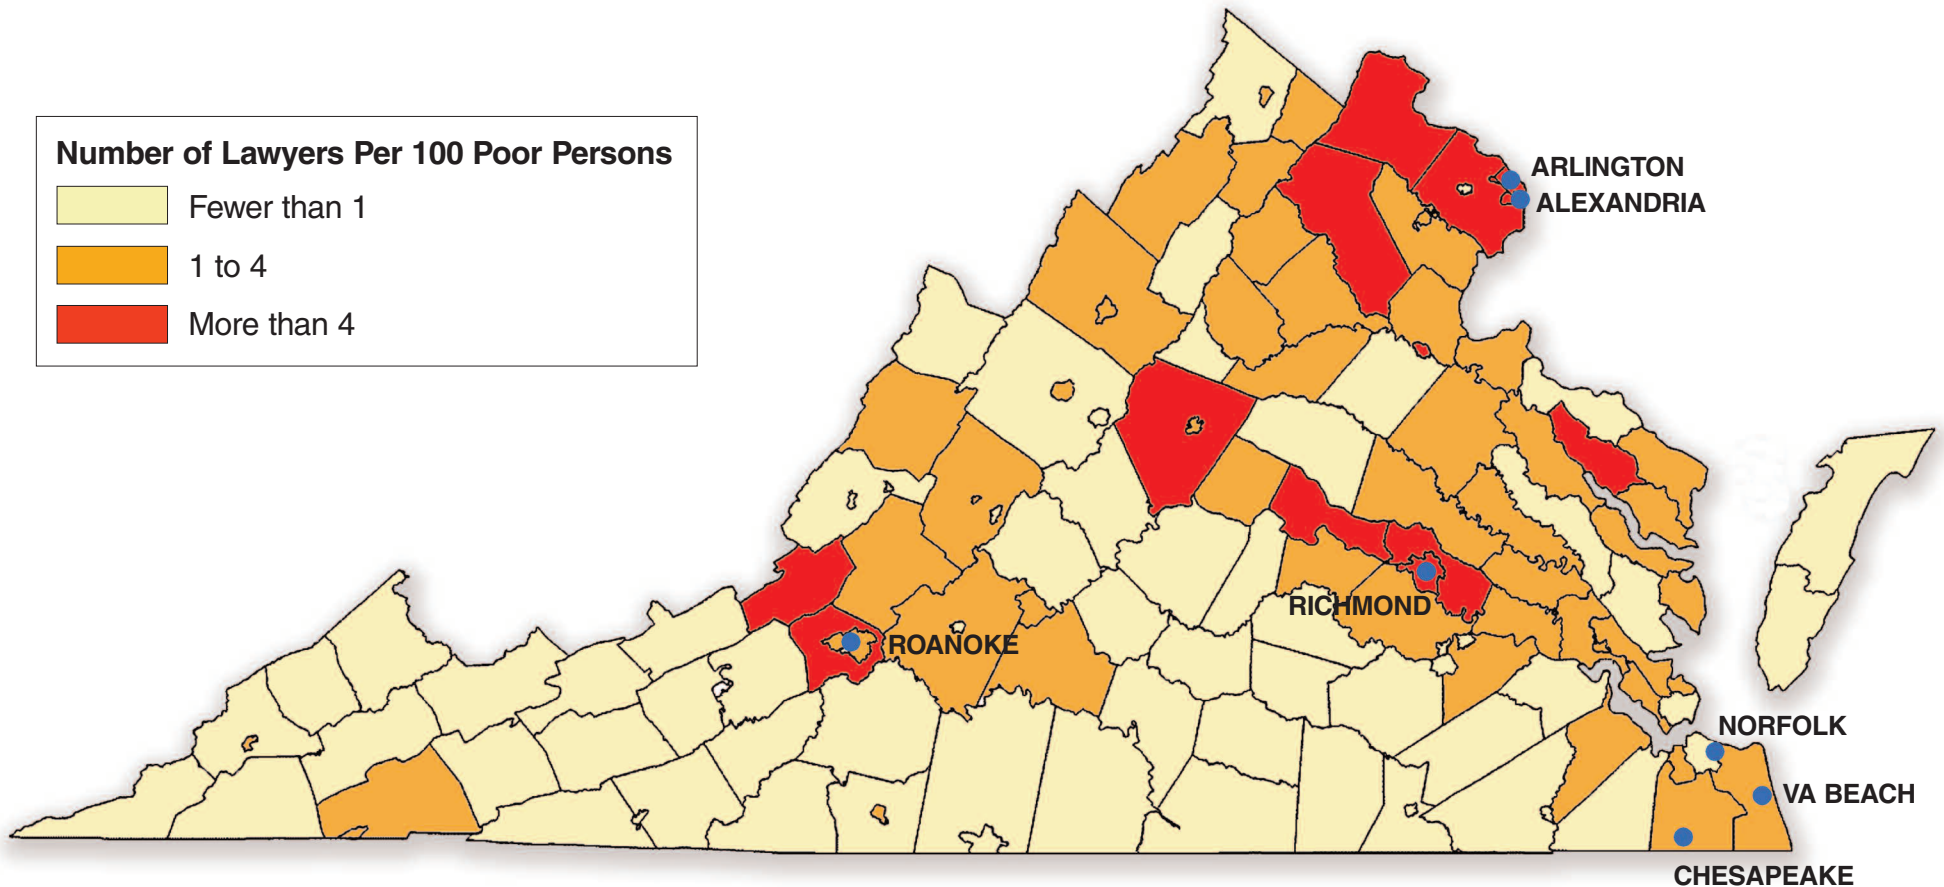 Number of Lawyers Per 100 Poor Persons
Fewer than 1
1 to 4
More than 4
ARLINGTON
ALEXANDRIA
RICHMOND
ROANOKE
NORFOLK
VA BEACH
CHESAPEAKE